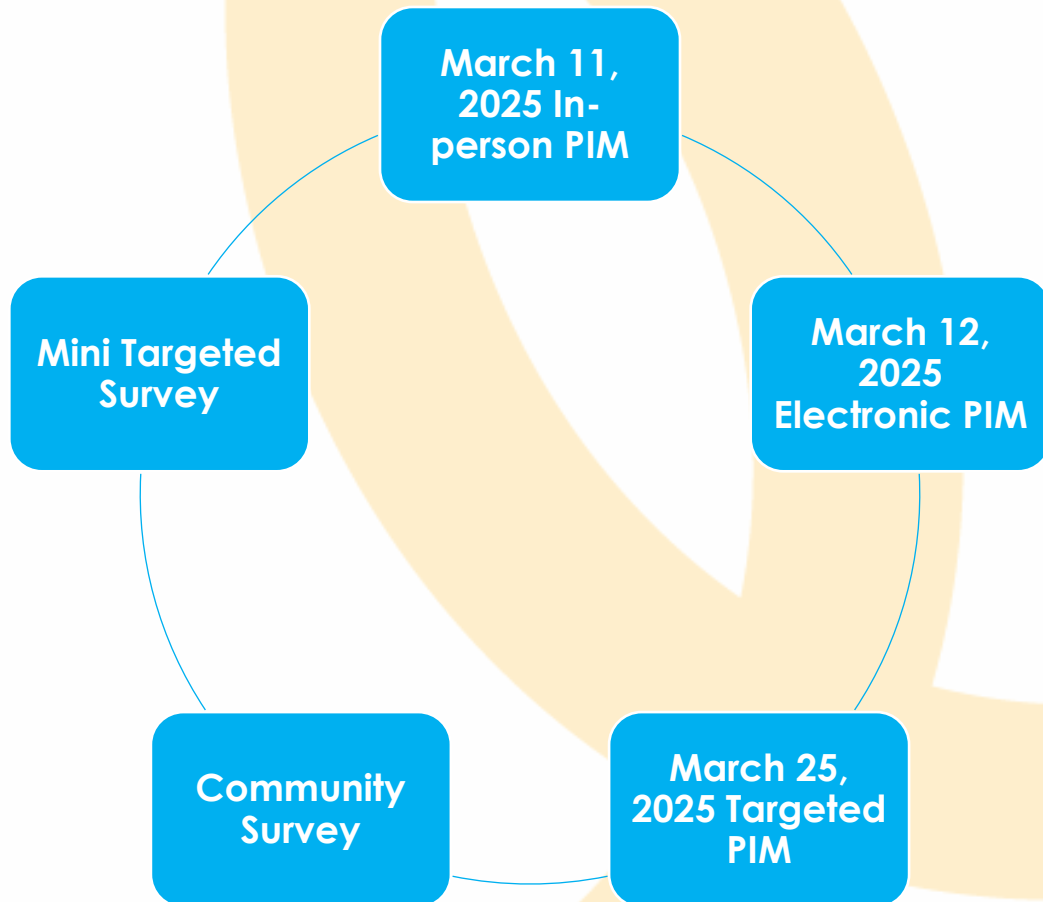 March 11,
2025 In-
person PIM
March 12,
2025
Electronic PIM
March 25,
2025 Targeted
PIM
Community
Survey
Mini Targeted
Survey